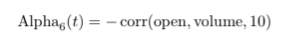 Alpha₆(t) = − corr(open, volume, 10)